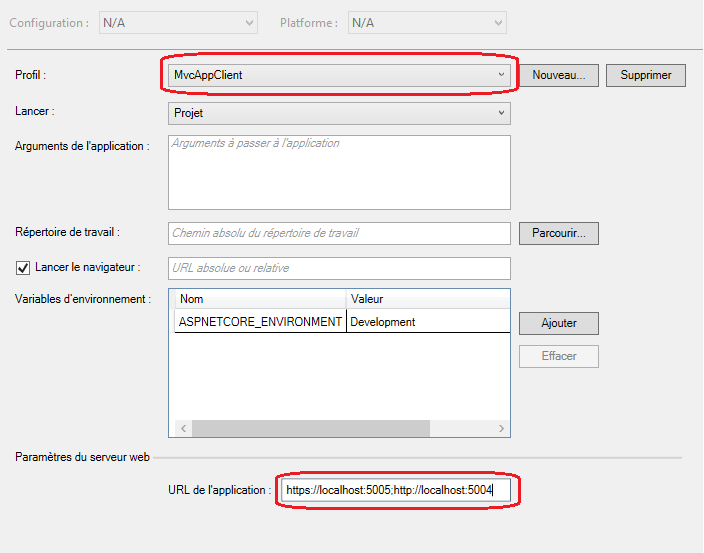 Configuration : N/A Plateforme : N/A
Profil : MvcAppClient Nouveau... Supprimer
Lancer : Projet
Arguments de l'application : Arguments à passer à l'application
Répertoire de travail : Chemin absolu du répertoire de travail Parcourir...
Lancer le navigateur : URL absolue ou relative
Variables d'environnement : Nom Valeur
ASPNETCORE_ENVIRONMENT Development Ajouter
Effacer
Paramètres du serveur web
URL de l'application : https://localhost:5005;http://localhost:5004